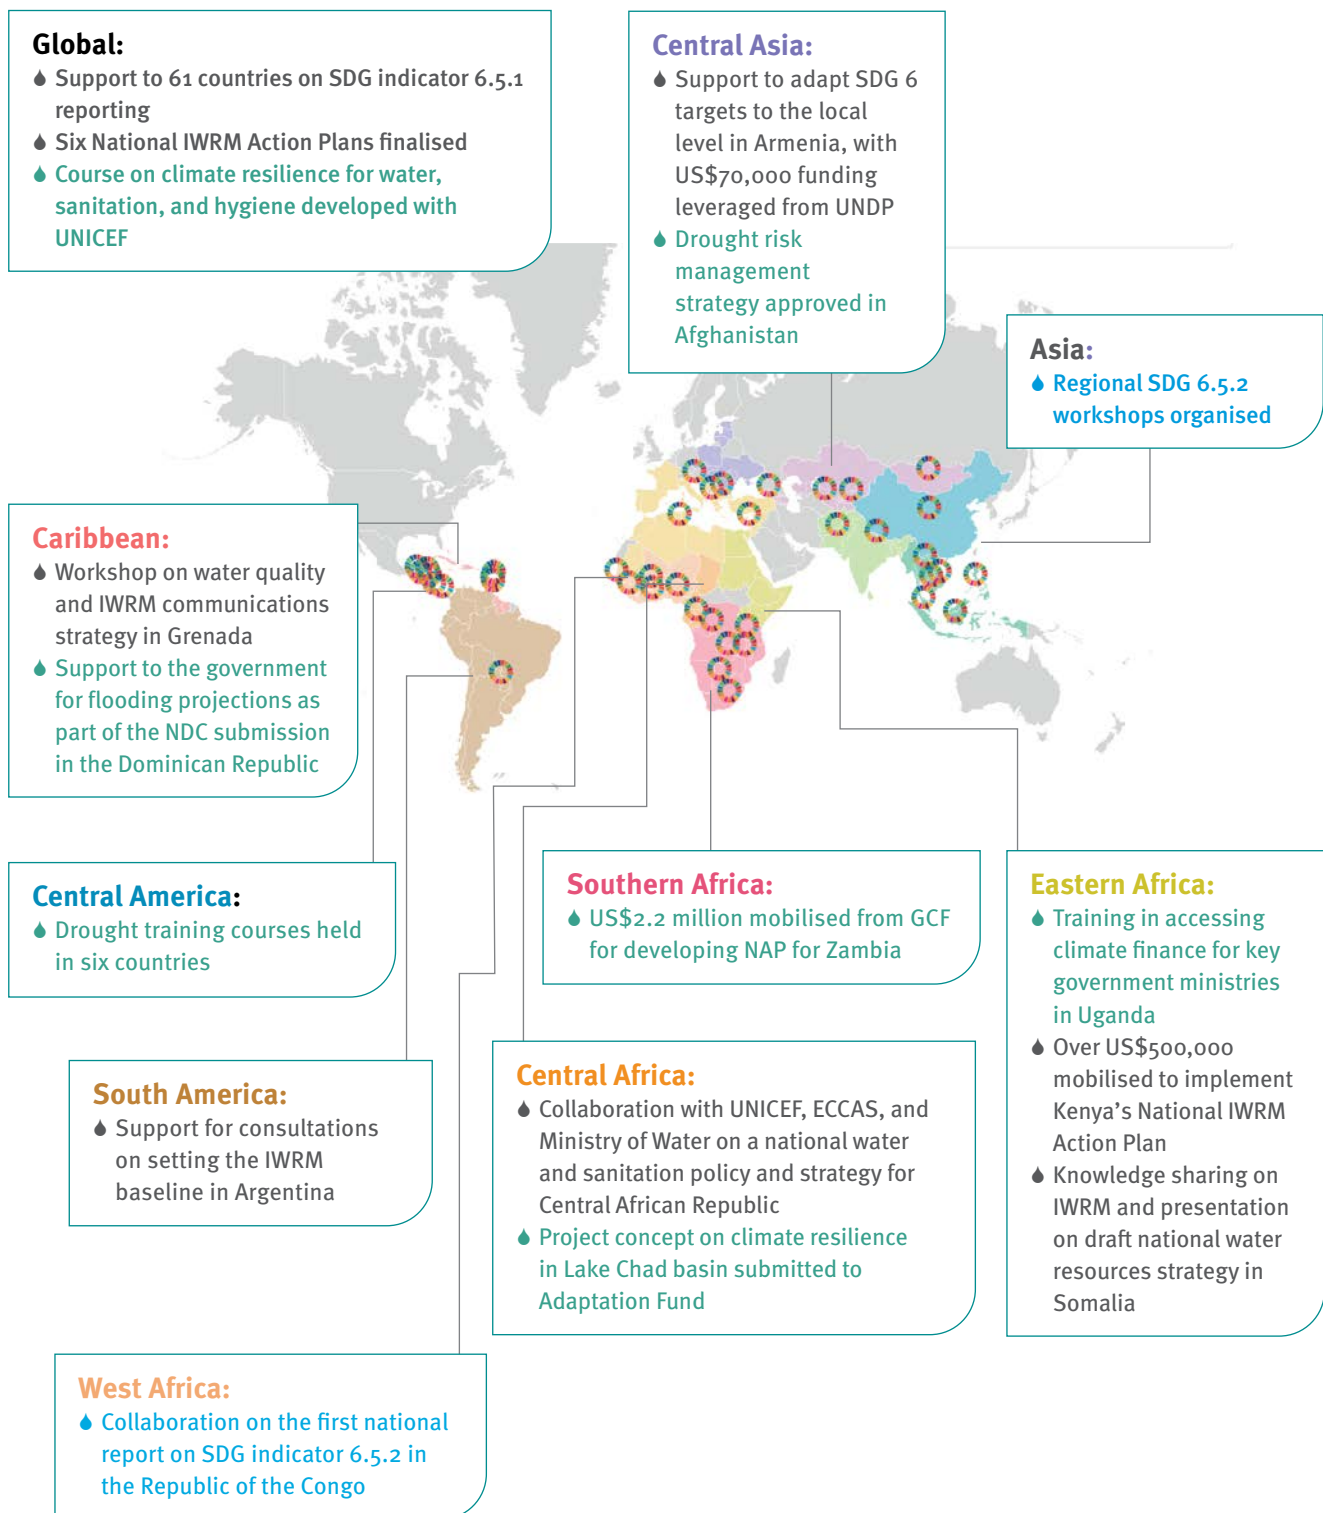 Global:
Support to 61 countries on SDG indicator 6.5.1
reporting
Six National IWRM Action Plans finalised
Course on climate resilience for water,
sanitation, and hygiene developed with
UNICEF
Central Asia:
Support to adapt SDG 6
targets to the local
level in Armenia, with
US$70,000 funding
leveraged from UNDP
Drought risk
management
strategy approved in
Afghanistan
Asia:
Regional SDG 6.5.2
workshops organised
Caribbean:
Workshop on water quality
and IWRM communications
strategy in Grenada
Support to the government
for flooding projections as
part of the NDC submission
in the Dominican Republic
Central America:
Drought training courses held
in six countries
Southern Africa:
US$2.2 million mobilised from GCF
for developing NAP for Zambia
Eastern Africa:
Training in accessing
climate finance for key
government ministries
in Uganda
Over US$500,000
mobilised to implement
Kenya's National IWRM
Action Plan
Knowledge sharing on
IWRM and presentation
on draft national water
resources strategy in
Somalia
South America:
Support for consultations
on setting the IWRM
baseline in Argentina
Central Africa:
Collaboration with UNICEF, ECCAS, and
Ministry of Water on a national water
and sanitation policy and strategy for
Central African Republic
Project concept on climate resilience
in Lake Chad basin submitted to
Adaptation Fund
West Africa:
Collaboration on the first national
report on SDG indicator 6.5.2 in
the Republic of the Congo